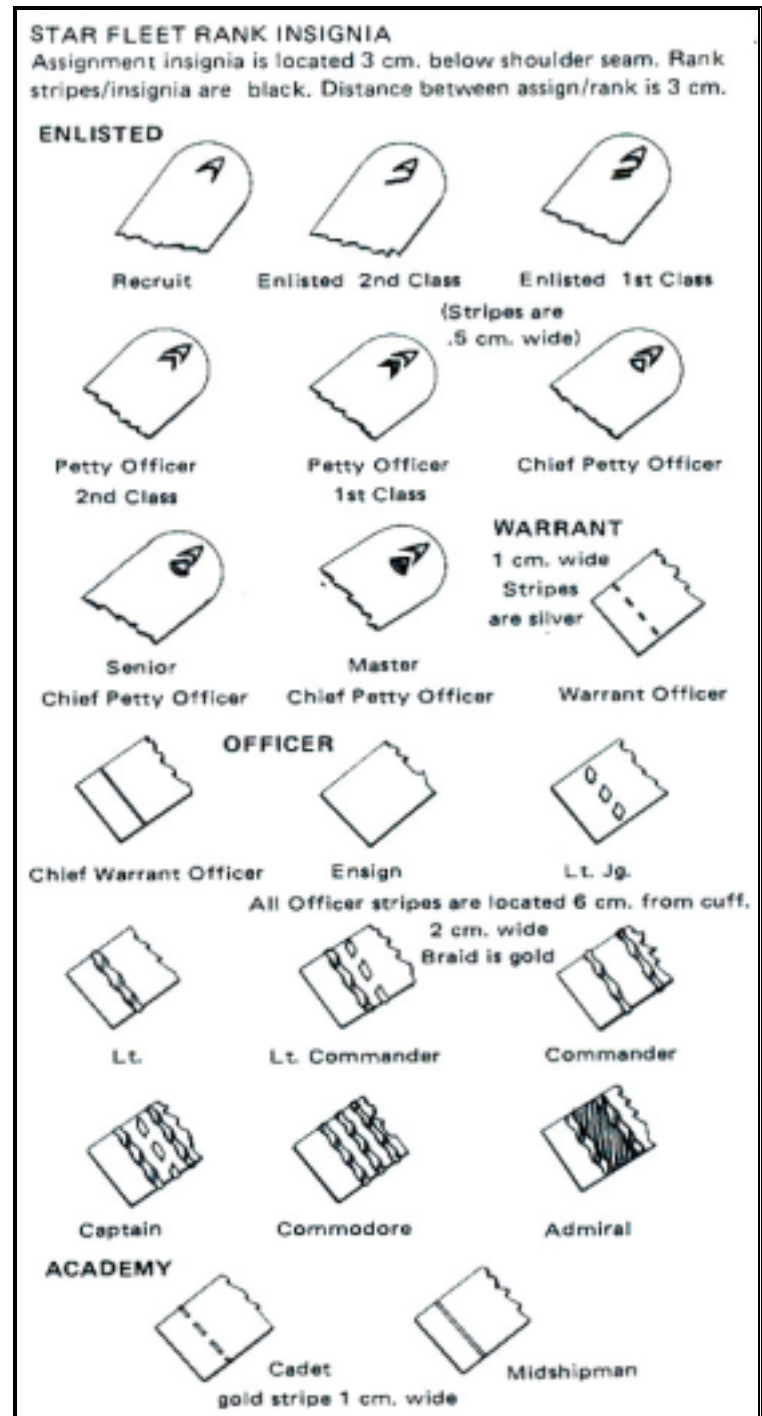 STAR FLEET RANK INSIGNIA
Assignment insignia is located 3 cm. below shoulder seam. Rank
stripes/insignia are black. Distance between assign/rank is 3 cm.
ENLISTED
Recruit
Enlisted 2nd Class
Enlisted 1st Class
(Stripes are
.5 cm. wide)
Petty Officer
2nd Class
Petty Officer
1st Class
Chief Petty Officer
Senior
Chief Petty Officer
Master
Chief Petty Officer
WARRANT
1 cm. wide
Stripes
are silver
Warrant Officer
OFFICER
Chief Warrant Officer
Ensign
Lt. Jg.
All Officer stripes are located 6 cm. from cuff.
2 cm. wide
Braid is gold
Lt.
Lt. Commander
Commander
Captain
Commodore
Admiral
ACADEMY
Cadet
Midshipman
gold stripe 1 cm. wide